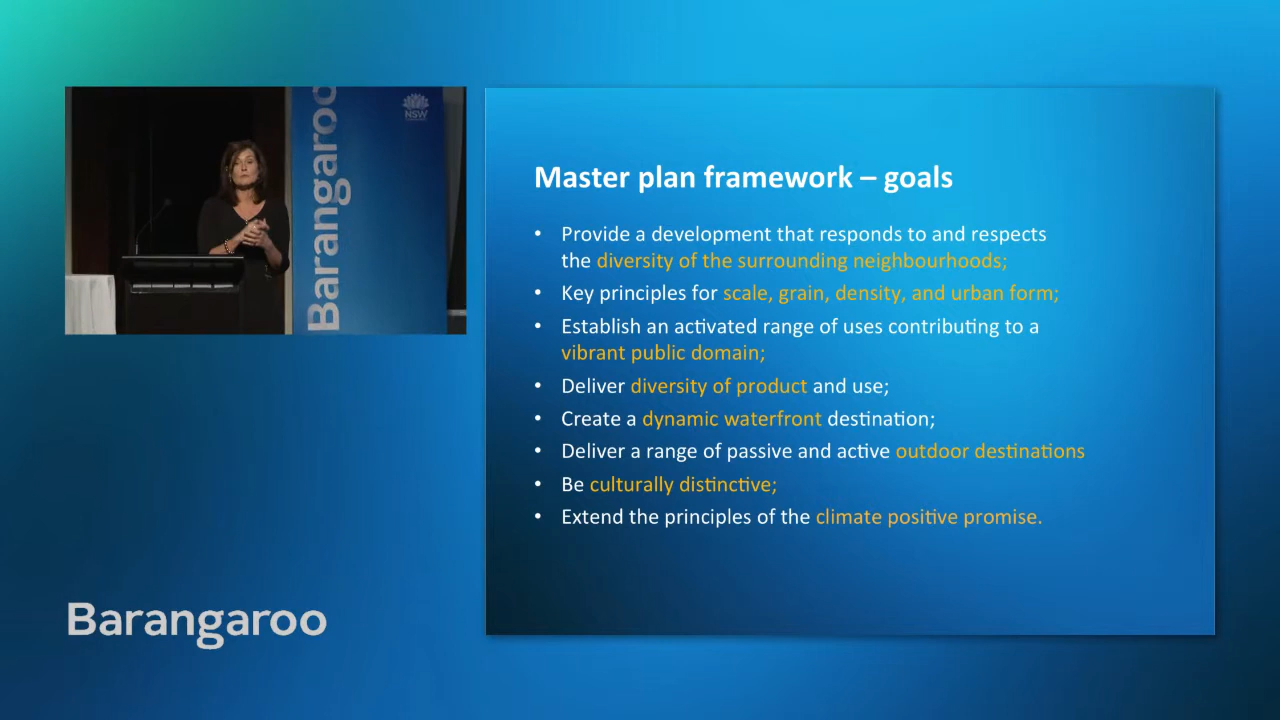 Barangaroo
NSW
Master plan framework – goals
• Provide a development that responds to and respects
the diversity of the surrounding neighbourhoods;
• Key principles for scale, grain, density, and urban form;
• Establish an activated range of uses contributing to a
vibrant public domain;
• Deliver diversity of product and use;
• Create a dynamic waterfront destination;
• Deliver a range of passive and active outdoor destinations
• Be culturally distinctive;
• Extend the principles of the climate positive promise.
Barangaroo